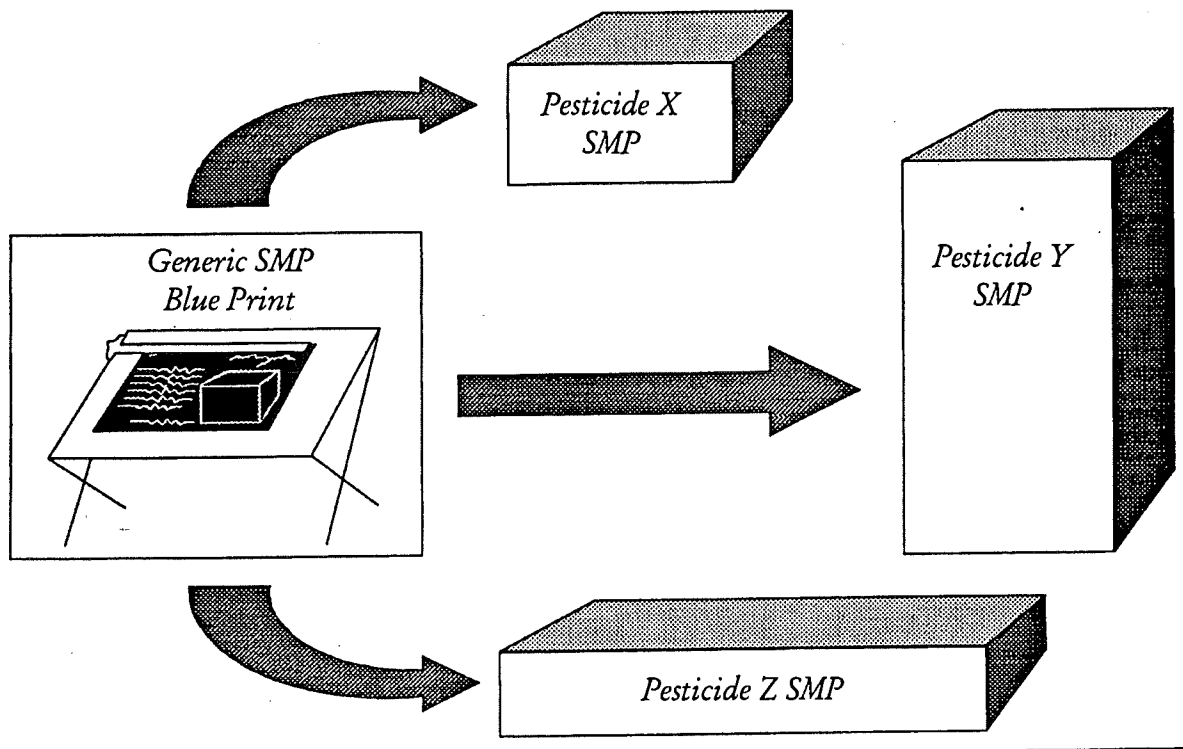 Pesticide X
SMP
Generic SMP
Blue Print
Pesticide Y
SMP
Pesticide Z SMP